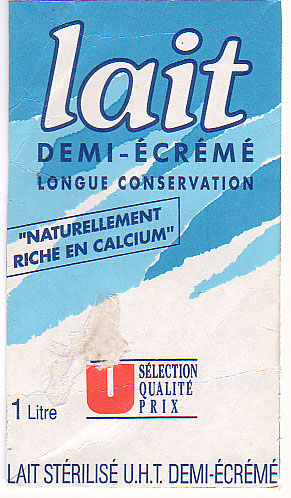 lait
DEMI-ÉCRÉMÉ
LONGUE CONSERVATION
"NATURELLEMENT
RICHE EN CALCIUM"
U
SÉLECTION
QUALITÉ
PRIX
1 Litre
LAIT STÉRILISÉ U.H.T. DEMI-ÉCRÉMÉ